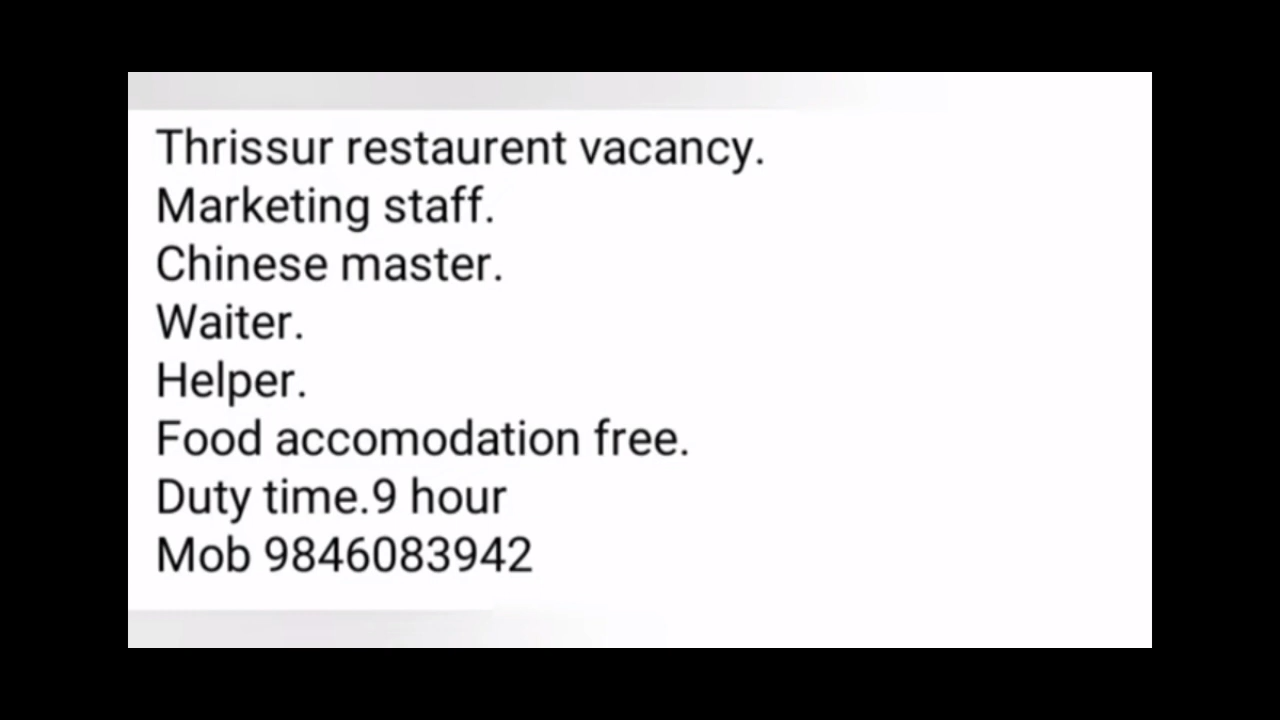 Thrissur restaurent vacancy.
Marketing staff.
Chinese master.
Waiter.
Helper.
Food accomodation free.
Duty time.9 hour
Mob 9846083942